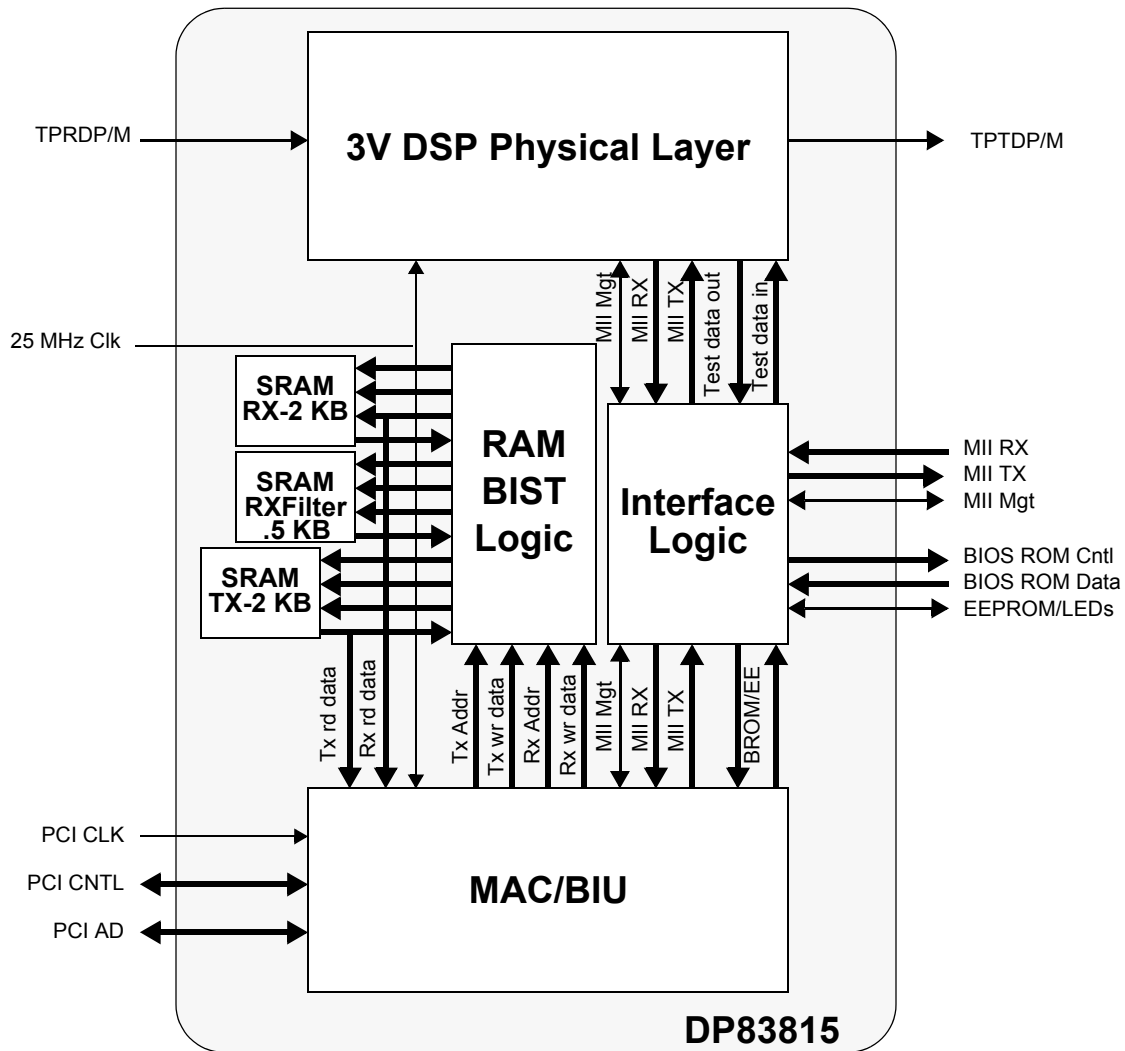 3V DSP Physical Layer
TPRDP/M
TPTDP/M
MII Mgt
MII RX
MII TX
Test data out
Test data in
25 MHz Clk
SRAM
RX-2 KB
SRAM
RXFilter
.5 KB
SRAM
TX-2 KB
RAM
BIST
Logic
Interface
Logic
MII RX
MII TX
MII Mgt
BIOS ROM Cntl
BIOS ROM Data
EEPROM/LEDs
Tx rd data
Rx rd data
Tx Addr
Tx wr data
Rx Addr
Rx wr data
MII Mgt
MII RX
MII TX
BROM/EE
PCI CLK
PCI CNTL
PCI AD
MAC/BIU
DP83815